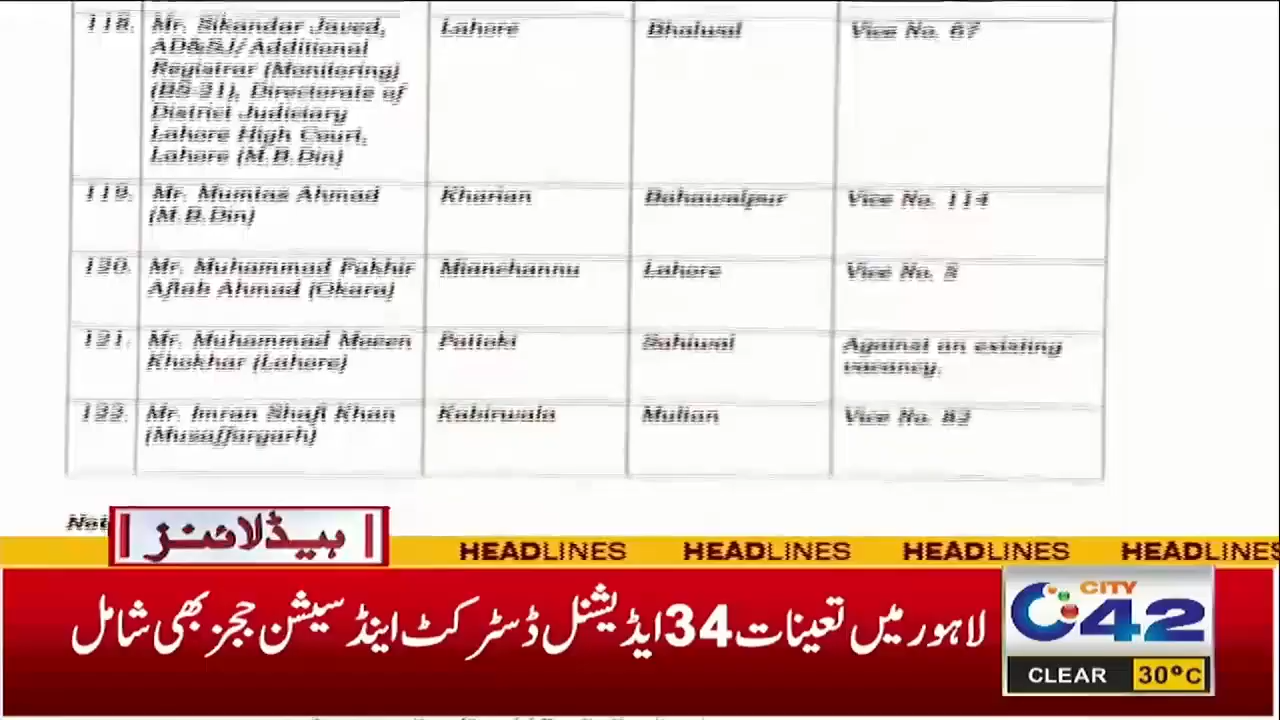 118. Mr. Sikandar Javed, Lahore Bhalwal Vice No. 67
AD&SJ/Additional
Registrar (Monitoring)
(BS-21), Directorate of
District Judiciary
Lahore High Court,
Lahore (M.B.Din)
119. Mr. Mumtaz Ahmad Kharian Bahawalpur Vice No. 114
(M.B.Din)
120. Mr. Muhammad Fakhir Mianchannu Lahore Vice No.
Aftab Ahmad (Okara)
121. Mr. Muhammad Moeen Pattoki Sahiwal Against an existing
Khokhar (Lahore) vacancy.
122. Mr. Imran Shafi Khan Kabirwala Multan Vice No. 83
(Muzaffargarh)
ہیڈلائنز
HEADLINES HEADLINES HEADLINES HEADLINES
لاہور میں تعینات 34 ایڈیشنل ڈسٹرکٹ اینڈ سیشن ججز بھی شامل
CITY
42
CLEAR 30°C